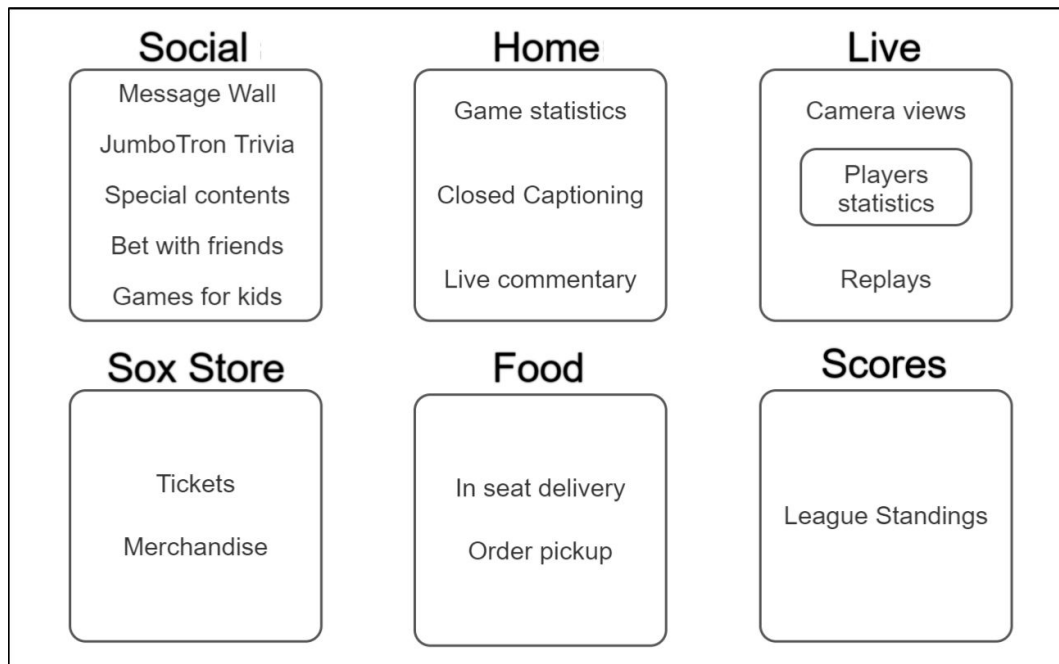 Social
Message Wall
JumboTron Trivia
Special contents
Bet with friends
Games for kids
Home
Game statistics
Closed Captioning
Live commentary
Live
Camera views
Players
statistics
Replays
Sox Store
Tickets
Merchandise
Food
In seat delivery
Order pickup
Scores
League Standings